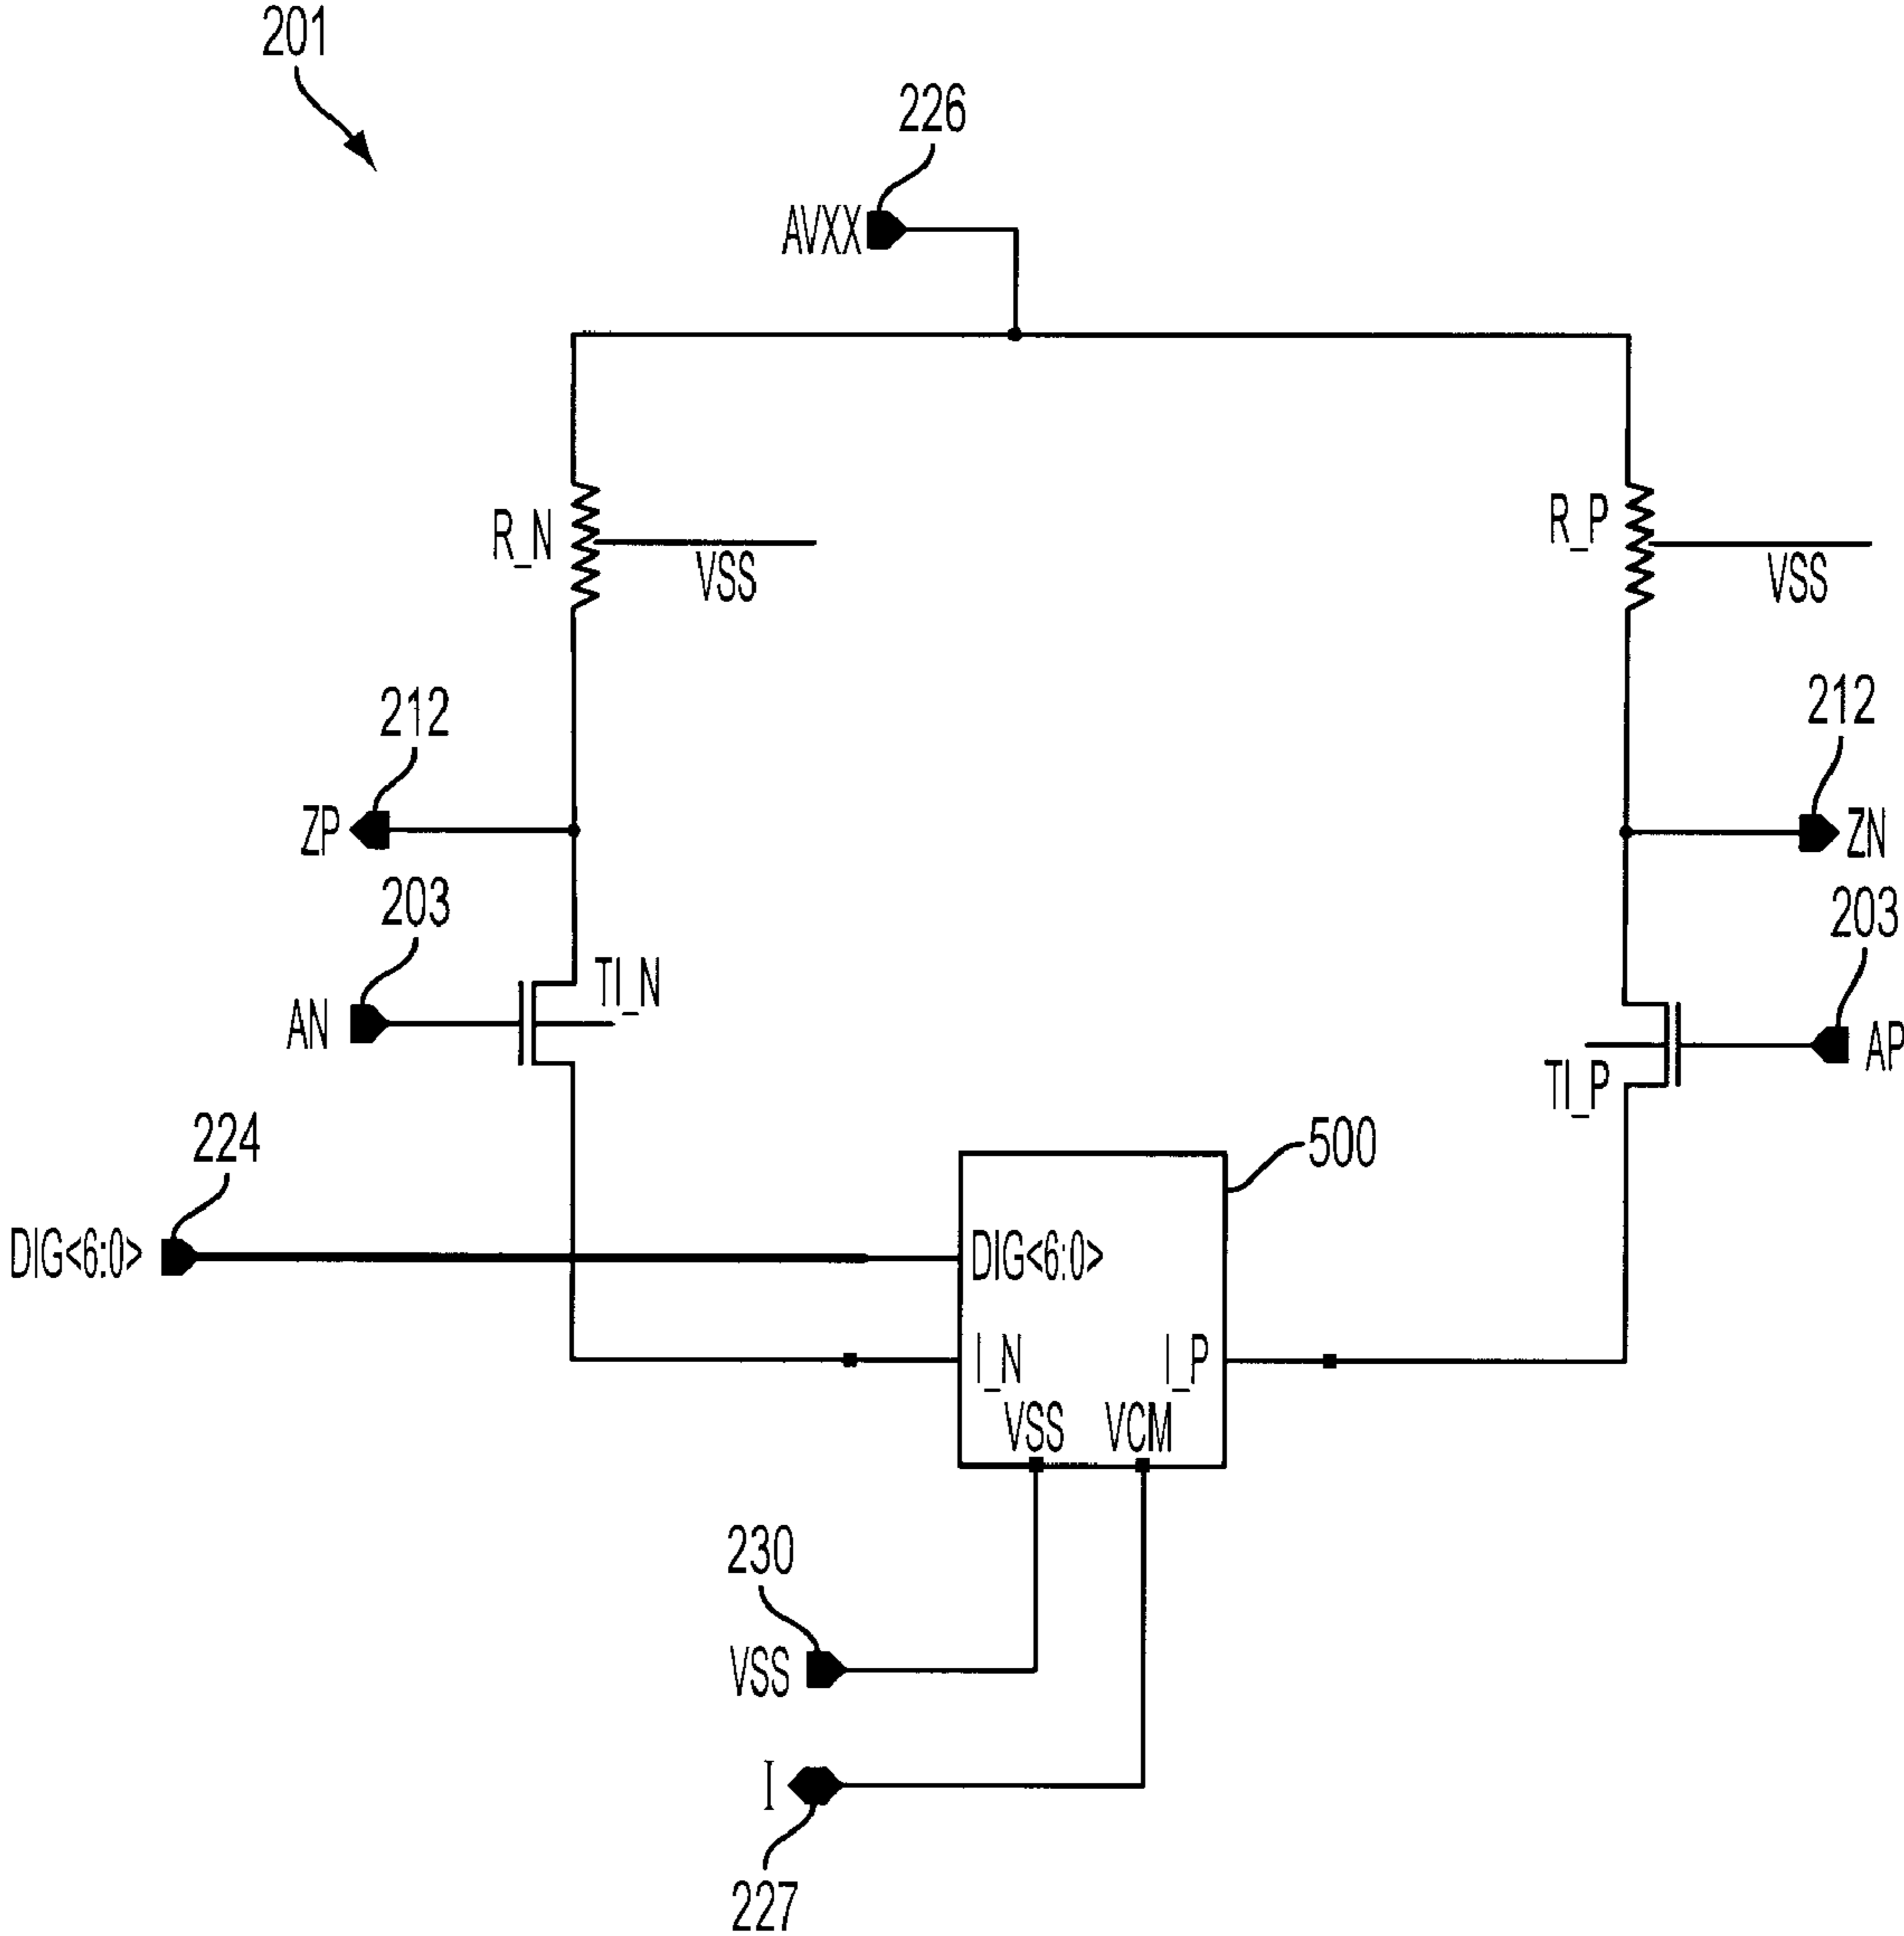 201
226
AVXX
R_N
VSS
R_P
VSS
212
ZP
212
ZN
203
AN
TI_N
203
AP
TI_P
224
DIG<6:0>
500
DIG<6:0>
I_N
I_P
VSS
VCM
230
VSS
I
227